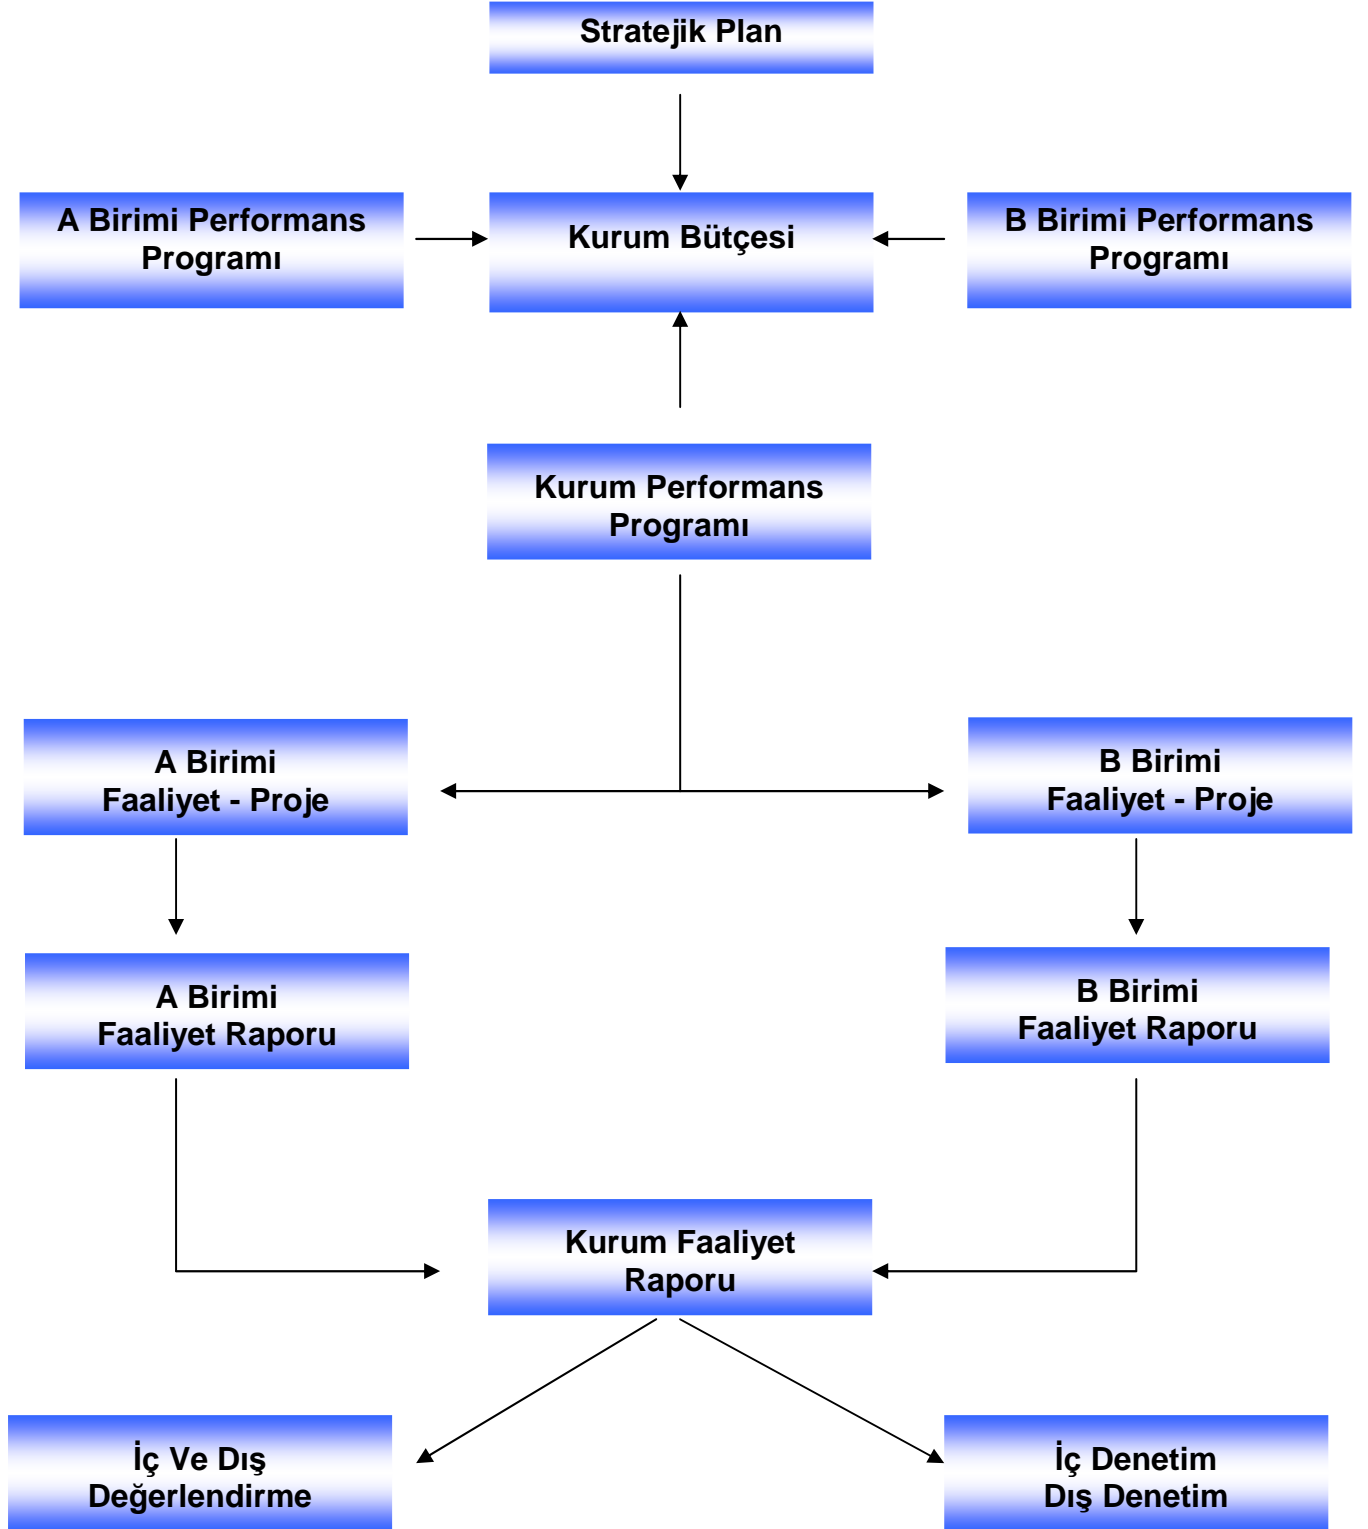 Stratejik Plan
A Birimi Performans
Programı
Kurum Bütçesi
B Birimi Performans
Programı
Kurum Performans
Programı
A Birimi
Faaliyet - Proje
B Birimi
Faaliyet - Proje
A Birimi
Faaliyet Raporu
B Birimi
Faaliyet Raporu
Kurum Faaliyet
Raporu
İç Ve Dış
Değerlendirme
İç Denetim
Dış Denetim